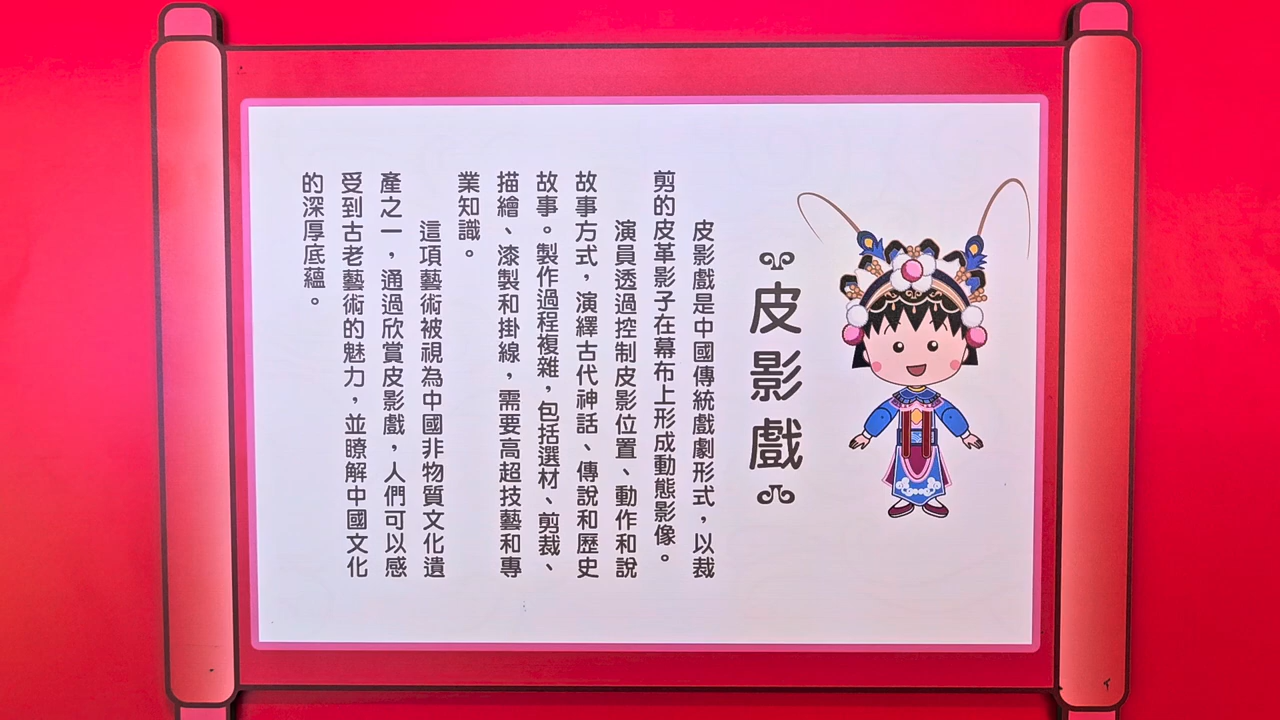 皮影戲
皮影戲是中國傳統戲劇形式，以裁
剪的皮革影子在幕布上形成動態影像。
演員透過控制皮影位置、動作和說
故事方式，演繹古代神話、傳說和歷史
故事。製作過程複雜，包括選材、剪裁、
描繪、漆製和掛線，需要高超技藝和專
業知識。
這項藝術被視為中國非物質文化遺
產之一，通過欣賞皮影戲，人們可以感
受到古老藝術的魅力，並瞭解中國文化
的深厚底蘊。